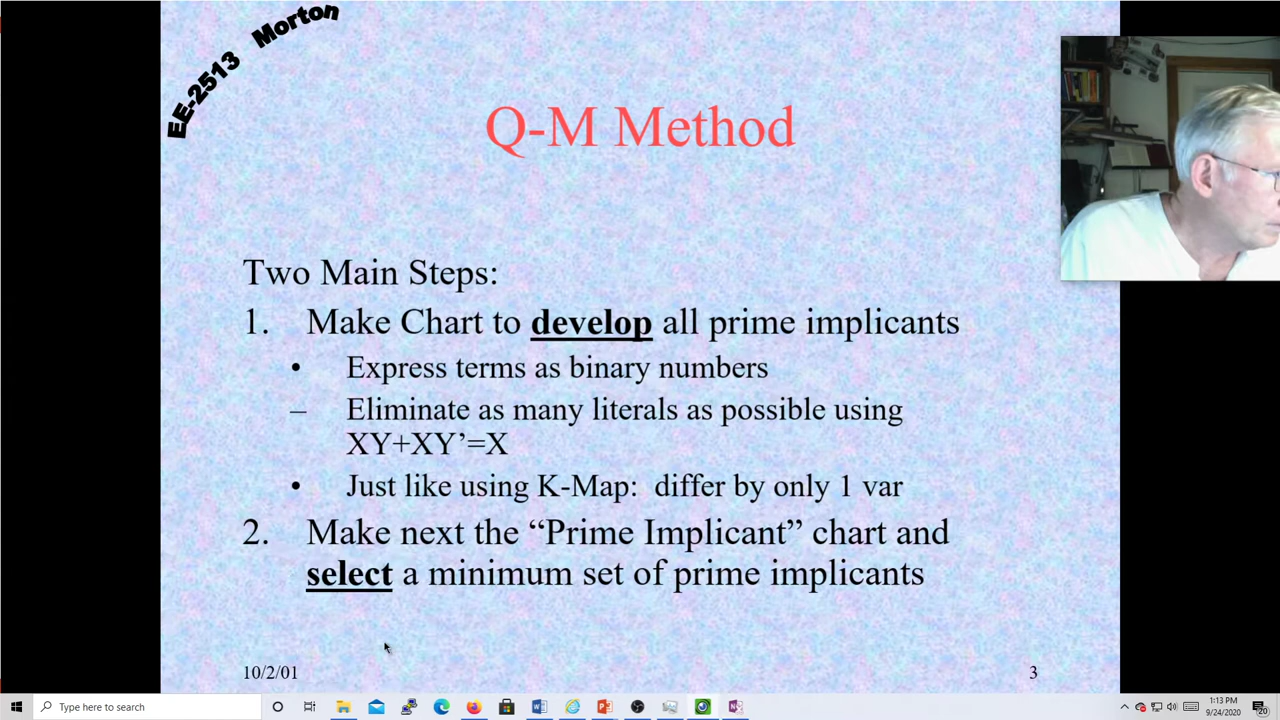 EE-2513 Morton
Q-M Method
Two Main Steps:
1. Make Chart to develop all prime implicants
• Express terms as binary numbers
– Eliminate as many literals as possible using
XY+XY’=X
• Just like using K-Map: differ by only 1 var
2. Make next the “Prime Implicant” chart and
select a minimum set of prime implicants
10/2/01
3
Type here to search
1:13 PM
9/24/2020
20